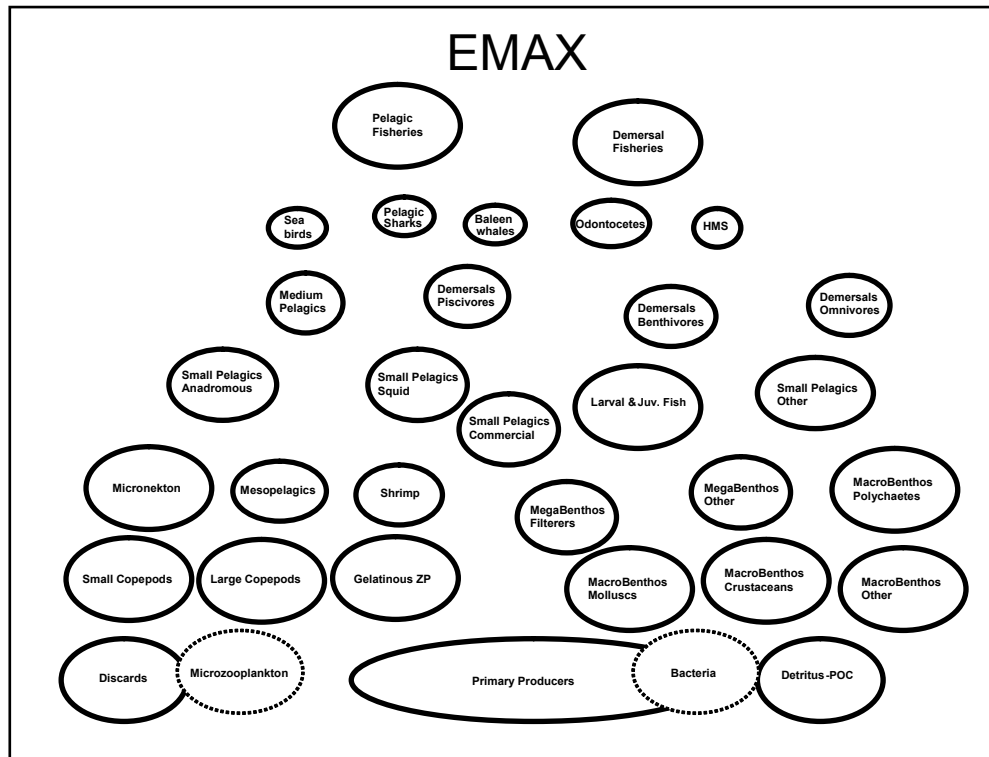 EMAX
Pelagic
Fisheries
Demersal
Fisheries
Sea
birds
Pelagic
Sharks
Baleen
whales
Odontocetes
HMS
Medium
Pelagics
Demersals
Piscivores
Demersals
Benthivores
Demersals
Omnivores
Small Pelagics
Anadromous
Small Pelagics
Squid
Small Pelagics
Commercial
Larval & Juv. Fish
Small Pelagics
Other
Micronekton
Mesopelagics
Shrimp
MegaBenthos
Filterers
MegaBenthos
Other
MacroBenthos
Polychaetes
Small Copepods
Large Copepods
Gelatinous ZP
MacroBenthos
Molluscs
MacroBenthos
Crustaceans
MacroBenthos
Other
Discards
Microzooplankton
Primary Producers
Bacteria
Detritus-POC